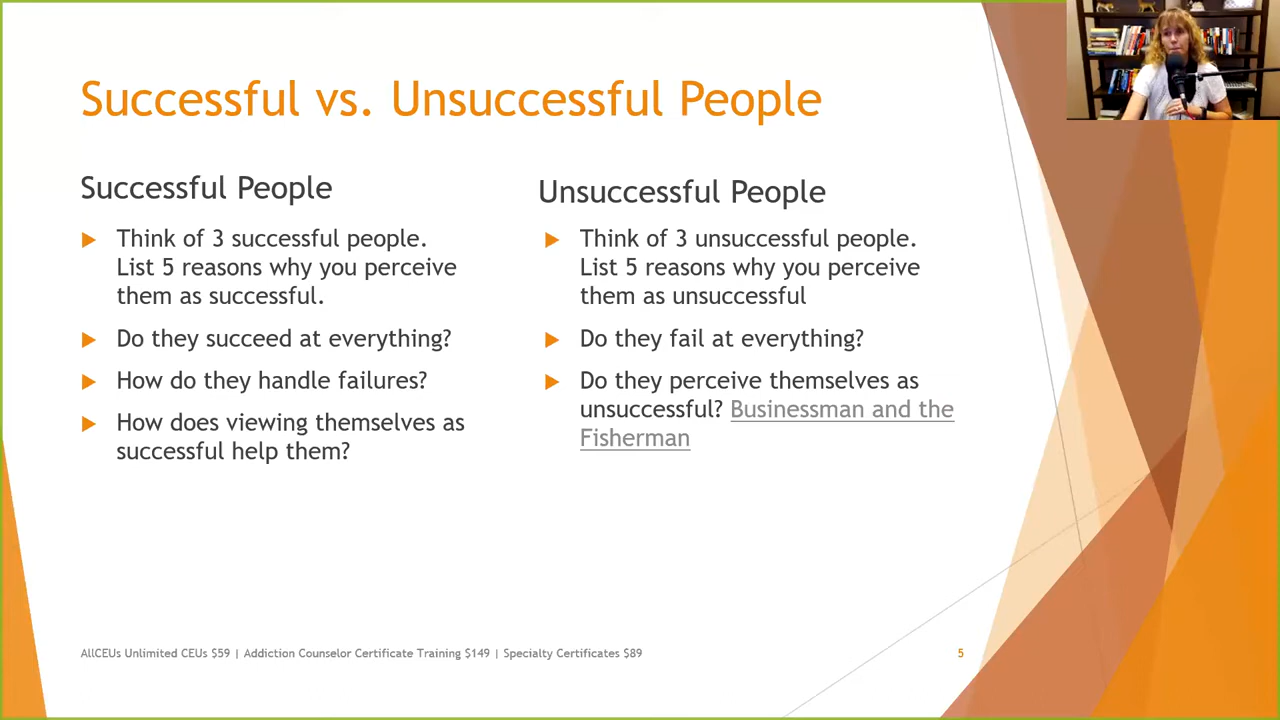 Successful vs. Unsuccessful People
Successful People
Think of 3 successful people.
List 5 reasons why you perceive
them as successful.
Do they succeed at everything?
How do they handle failures?
How does viewing themselves as
successful help them?
Unsuccessful People
Think of 3 unsuccessful people.
List 5 reasons why you perceive
them as unsuccessful
Do they fail at everything?
Do they perceive themselves as
unsuccessful? Businessman and the
Fisherman
AllCEUs Unlimited CEUs $59 | Addiction Counselor Certificate Training $149 | Specialty Certificates $89
5